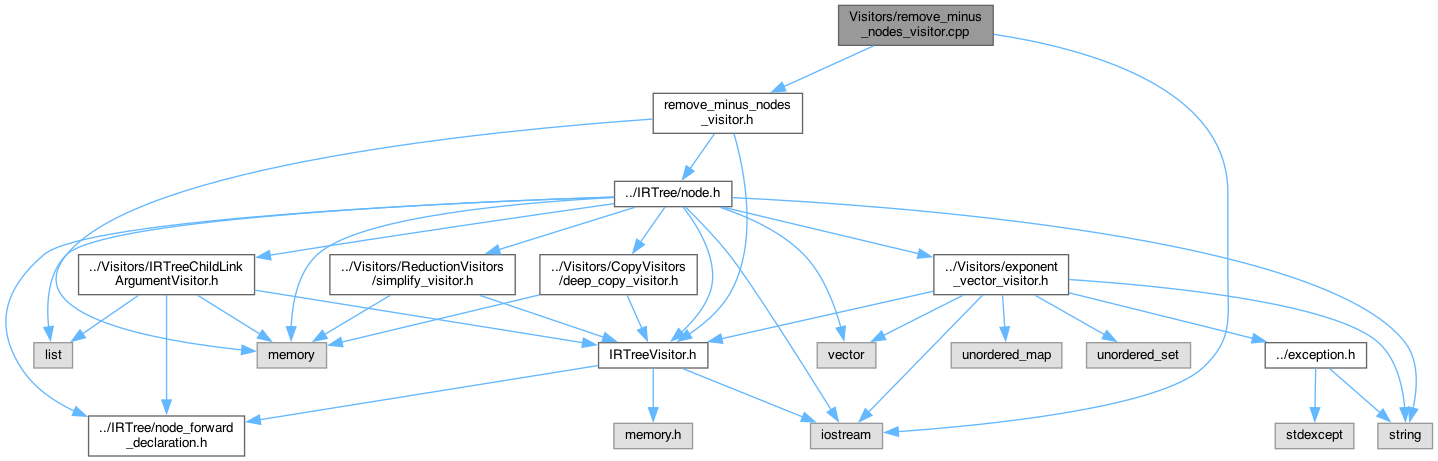 Visitors/remove_minus
_nodes_visitor.cpp
remove_minus_nodes
_visitor.h
../IRTree/node.h
../Visitors/IRTreeChildLink
ArgumentVisitor.h
../Visitors/ReductionVisitors
/simplify_visitor.h
../Visitors/CopyVisitors
/deep_copy_visitor.h
../Visitors/exponent
_vector_visitor.h
list
memory
IRTreeVisitor.h
vector
unordered_map
unordered_set
../exception.h
../IRTree/node_forward
_declaration.h
memory.h
iostream
stdexcept
string